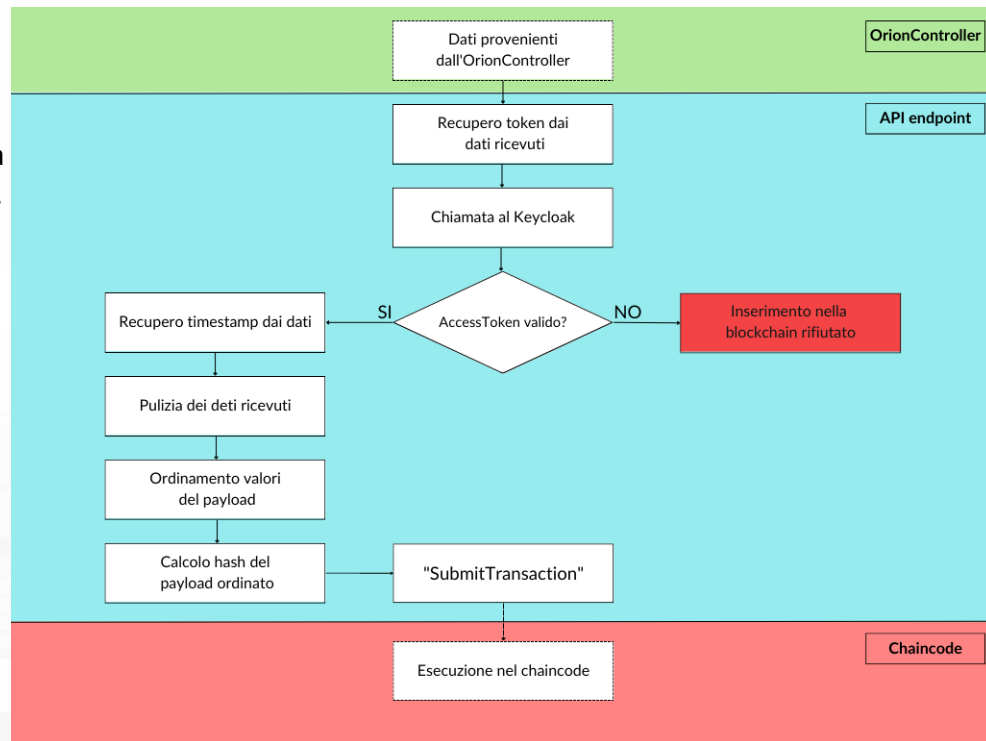 Dati provenienti
dall'OrionController
OrionController
Recupero token dai
dati ricevuti
API endpoint
Chiamata al Keycloak
Recupero timestamp dai dati
SI
AccessToken valido?
NO
Inserimento nella
blockchain rifiutato
Pulizia dei deti ricevuti
Ordinamento valori
del payload
Calcolo hash del
payload ordinato
"SubmitTransaction"
Esecuzione nel chaincode
Chaincode